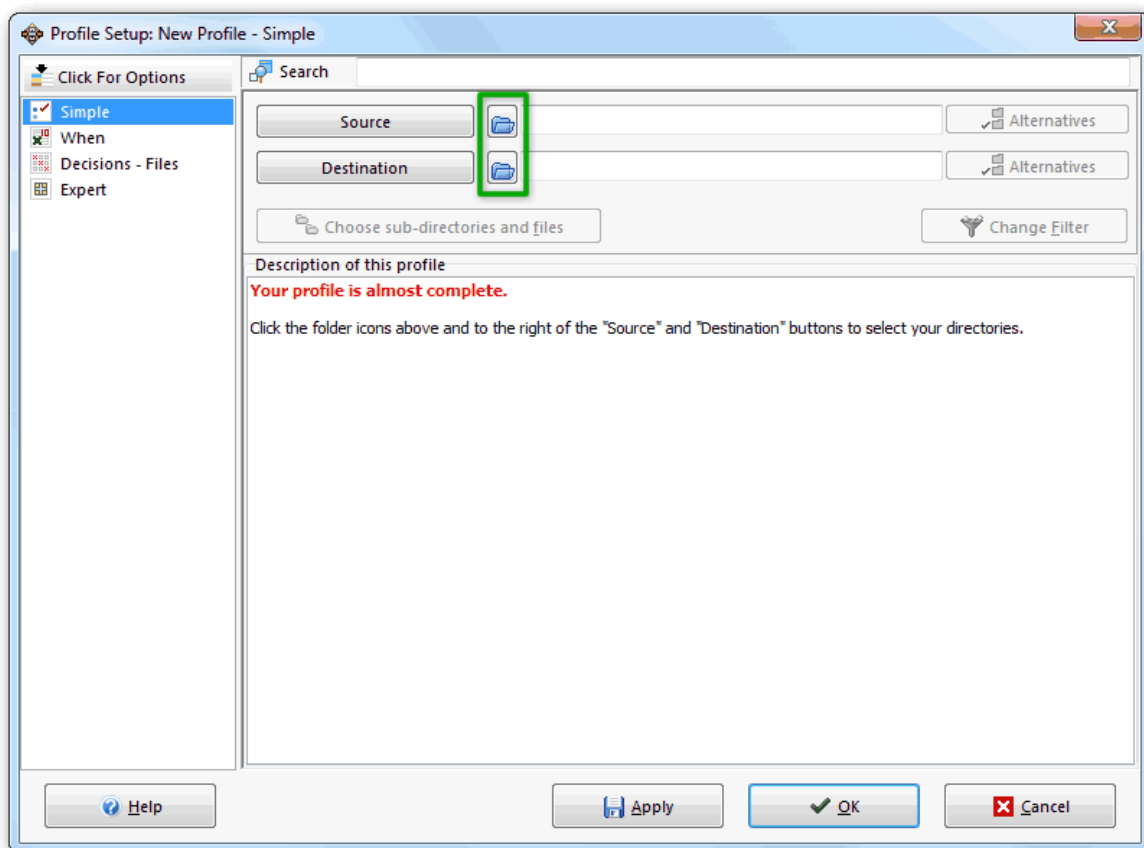 Profile Setup: New Profile - Simple
Click For Options
Search
Simple
When
Decisions - Files
Expert
Source
Alternatives
Destination
Alternatives
Choose sub-directories and files
Change Filter
Description of this profile
Your profile is almost complete.
Click the folder icons above and to the right of the "Source" and "Destination" buttons to select your directories.
Help
Apply
OK
Cancel